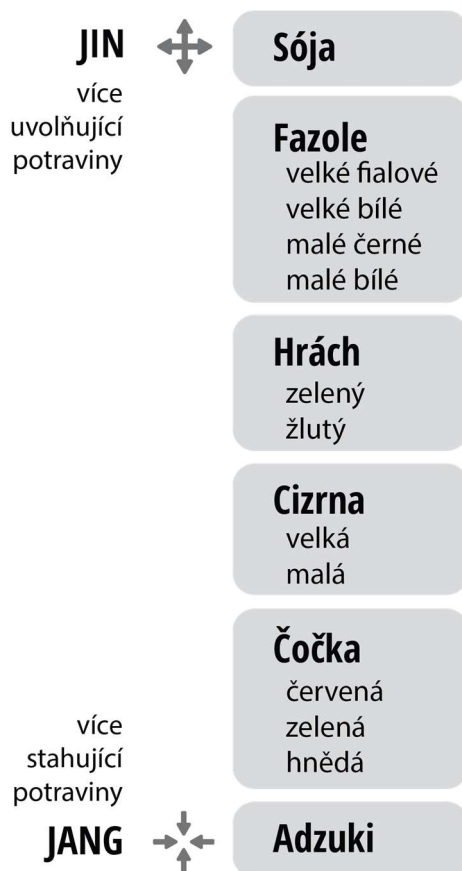 JIN
více
uvolňující
potraviny
Sója
Fazole
velké fialové
velké bílé
malé černé
malé bílé
Hrách
zelený
žlutý
Cizrna
velká
malá
Čočka
červená
zelená
hnědá
více
stahující
potraviny
JANG
Adzuki